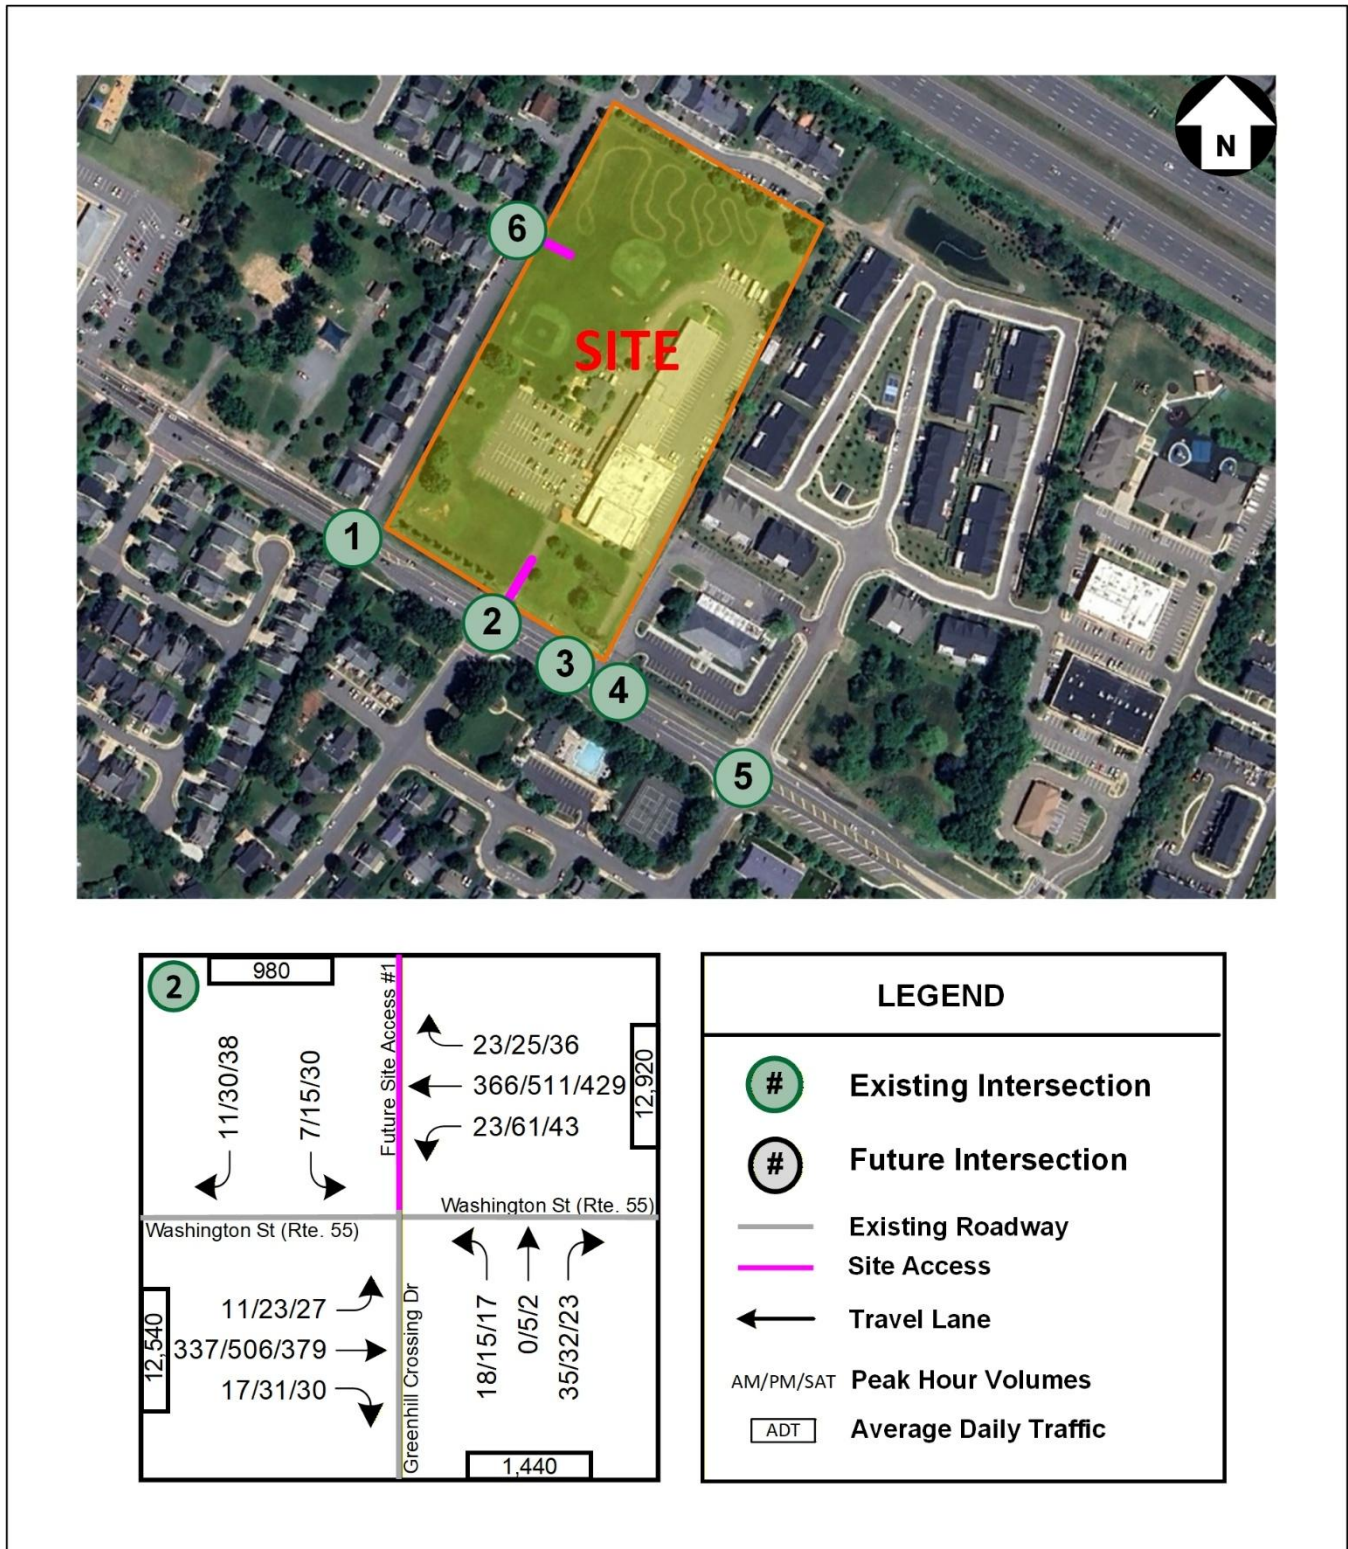 N
6
SITE
1
2
3
4
5
2
980
Future Site Access #1
11/30/38
7/15/30
23/25/36
366/511/429
23/61/43
12,920
Washington St (Rte. 55)
Washington St (Rte. 55)
12,540
11/23/27
337/506/379
17/31/30
Greenhill Crossing Dr
18/15/17
0/5/2
35/32/23
1,440
LEGEND
# Existing Intersection
# Future Intersection
Existing Roadway
Site Access
Travel Lane
AM/PM/SAT Peak Hour Volumes
ADT Average Daily Traffic